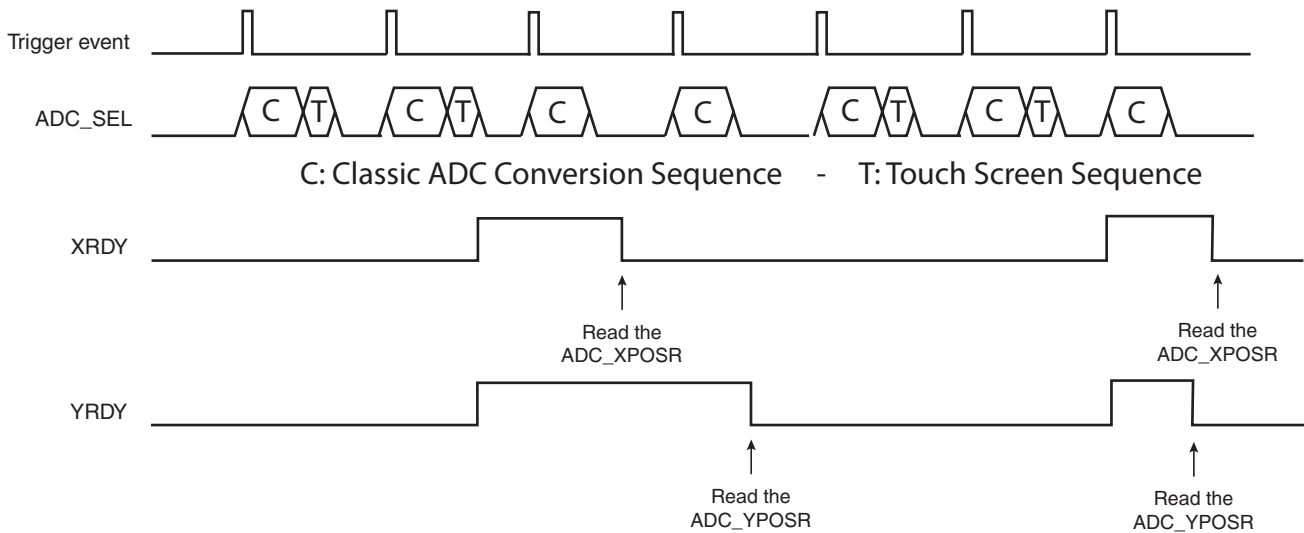 Trigger event
ADC_SEL
C T C T C C C T C T C
C: Classic ADC Conversion Sequence - T: Touch Screen Sequence
XRDY
Read the
ADC_XPOSR
Read the
ADC_XPOSR
YRDY
Read the
ADC_YPOSR
Read the
ADC_YPOSR